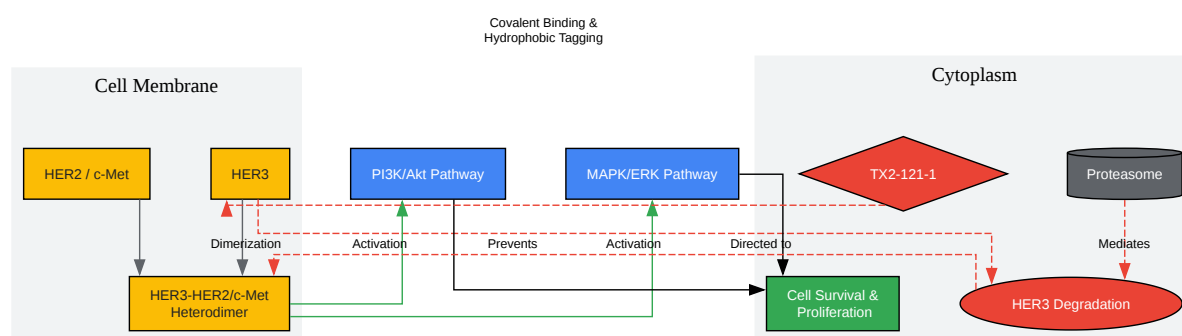 Covalent Binding &
Hydrophobic Tagging
Cell Membrane
Cytoplasm
HER2 / c-Met
HER3
PI3K/Akt Pathway
MAPK/ERK Pathway
TX2-121-1
Proteasome
Dimerization
Activation
Prevents
Activation
Directed to
Mediates
HER3-HER2/c-Met
Heterodimer
Cell Survival &
Proliferation
HER3 Degradation